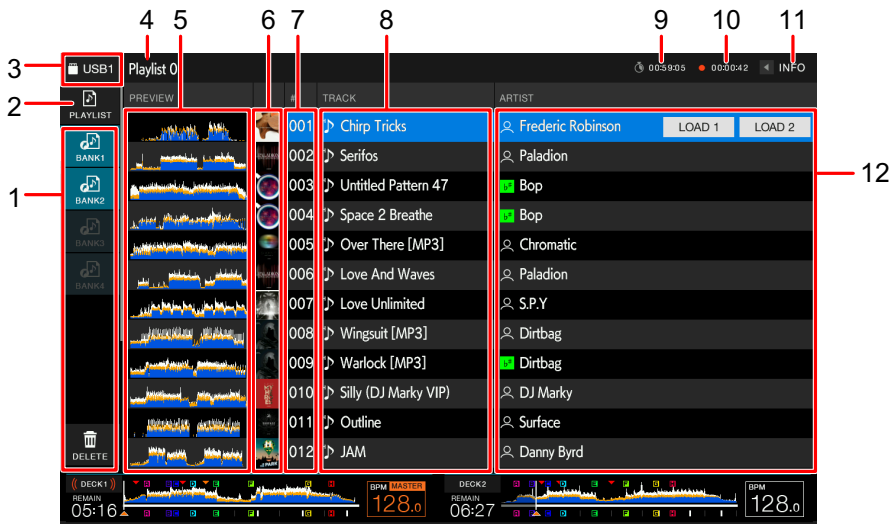 4 5 6 7 8 9 10 11
3 USB1 Playlist 0 00:59:05 00:00:42 INFO
2 PLAYLIST PREVIEW # TRACK ARTIST
001 Chirp Tricks Frederic Robinson LOAD 1 LOAD 2
BANK1 002 Serifos Paladion
1 BANK2 003 Untitled Pattern 47 Bop 12
004 Space 2 Breathe Bop
BANK3 005 Over There [MP3] Chromatic
BANK4 006 Love And Waves Paladion
007 Love Unlimited S.P.Y
008 Wingsuit [MP3] Dirtbag
009 Warlock [MP3] Dirtbag
010 Silly (DJ Marky VIP) DJ Marky
011 Outline Surface
DELETE 012 JAM Danny Byrd
DECK1 BPM MASTER DECK2 BPM
REMAIN 05:16 128.0 REMAIN 06:27 128.0